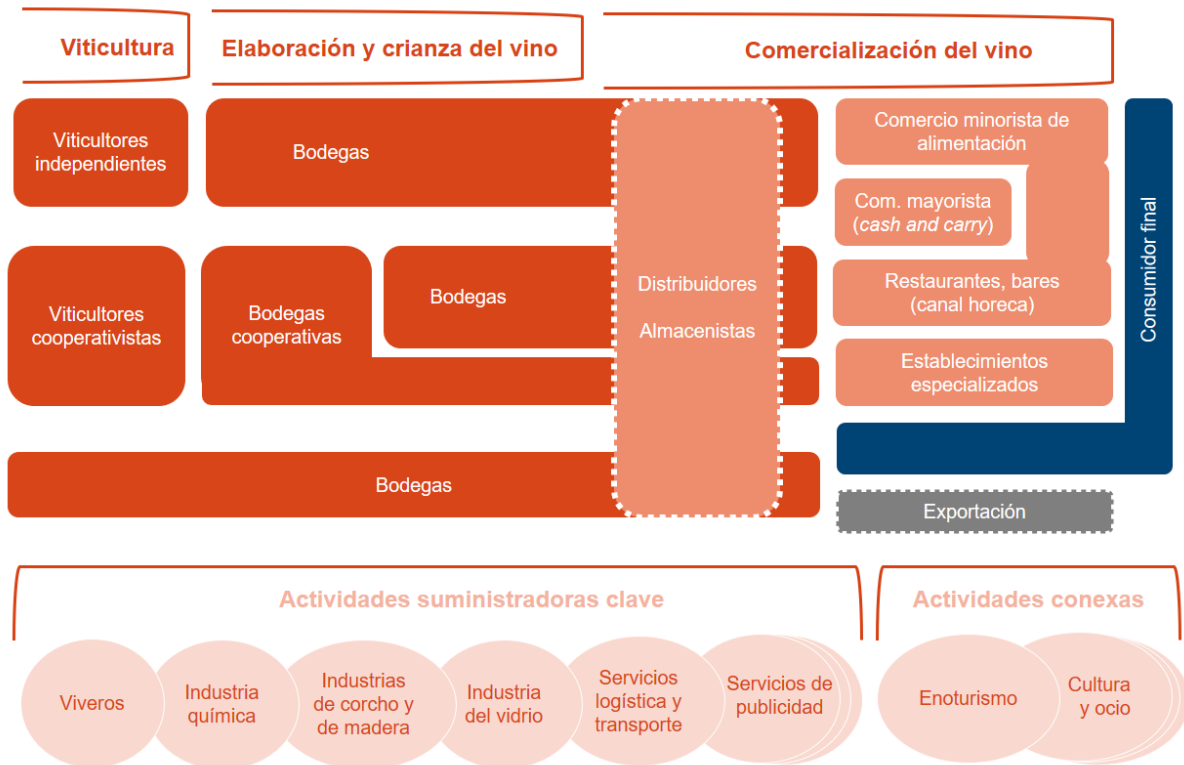 Viticultura
Elaboración y crianza del vino
Comercialización del vino
Viticultores
independientes
Bodegas
Comercio minorista de
alimentación
Com. mayorista
(cash and carry)
Viticultores
cooperativistas
Bodegas
cooperativas
Bodegas
Distribuidores
Almacenistas
Restaurantes, bares
(canal horeca)
Establecimientos
especializados
Consumidor final
Bodegas
Exportación
Actividades suministradoras clave
Actividades conexas
Viveros
Industria
química
Industrias
de corcho y
de madera
Industria
del vidrio
Servicios
logística y
transporte
Servicios de
publicidad
Enoturismo
Cultura
y ocio